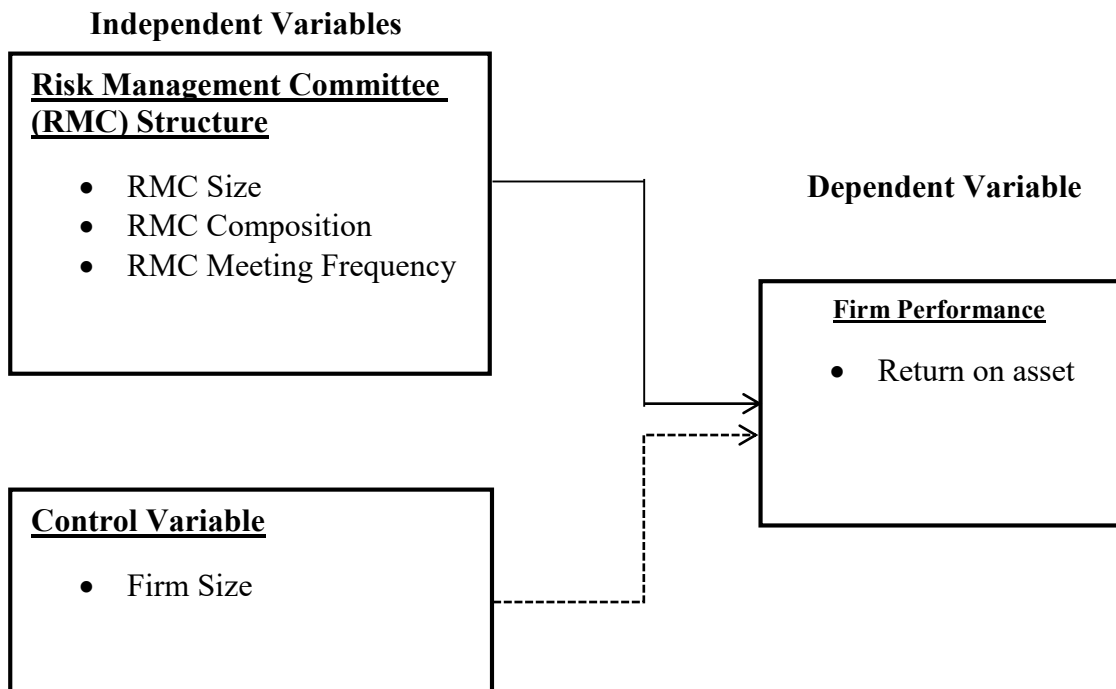 Independent Variables
Risk Management Committee
(RMC) Structure
• RMC Size
• RMC Composition
• RMC Meeting Frequency
Dependent Variable
Firm Performance
• Return on asset
Control Variable
• Firm Size